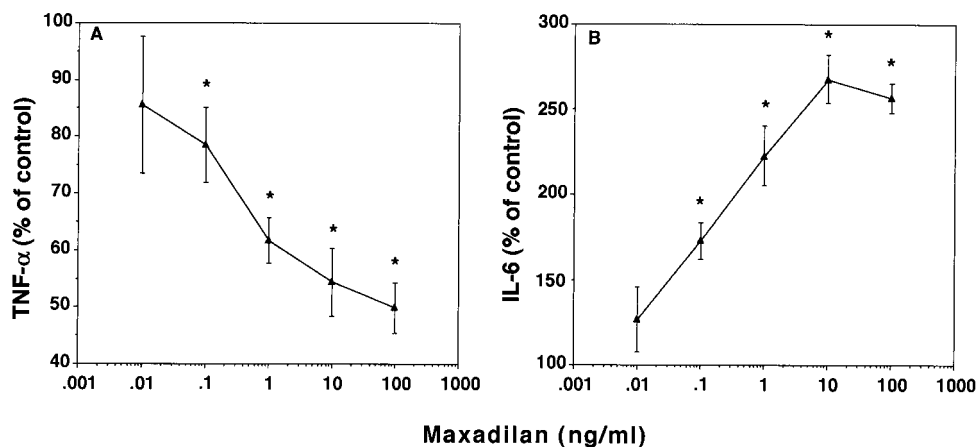 A
TNF-α (% of control)
100
90
80
70
60
50
40
*
*
*
*
.001 .01 .1 1 10 100 1000
B
IL-6 (% of control)
300
250
200
150
100
*
*
*
*
.001 .01 .1 1 10 100 1000
Maxadilan (ng/ml)